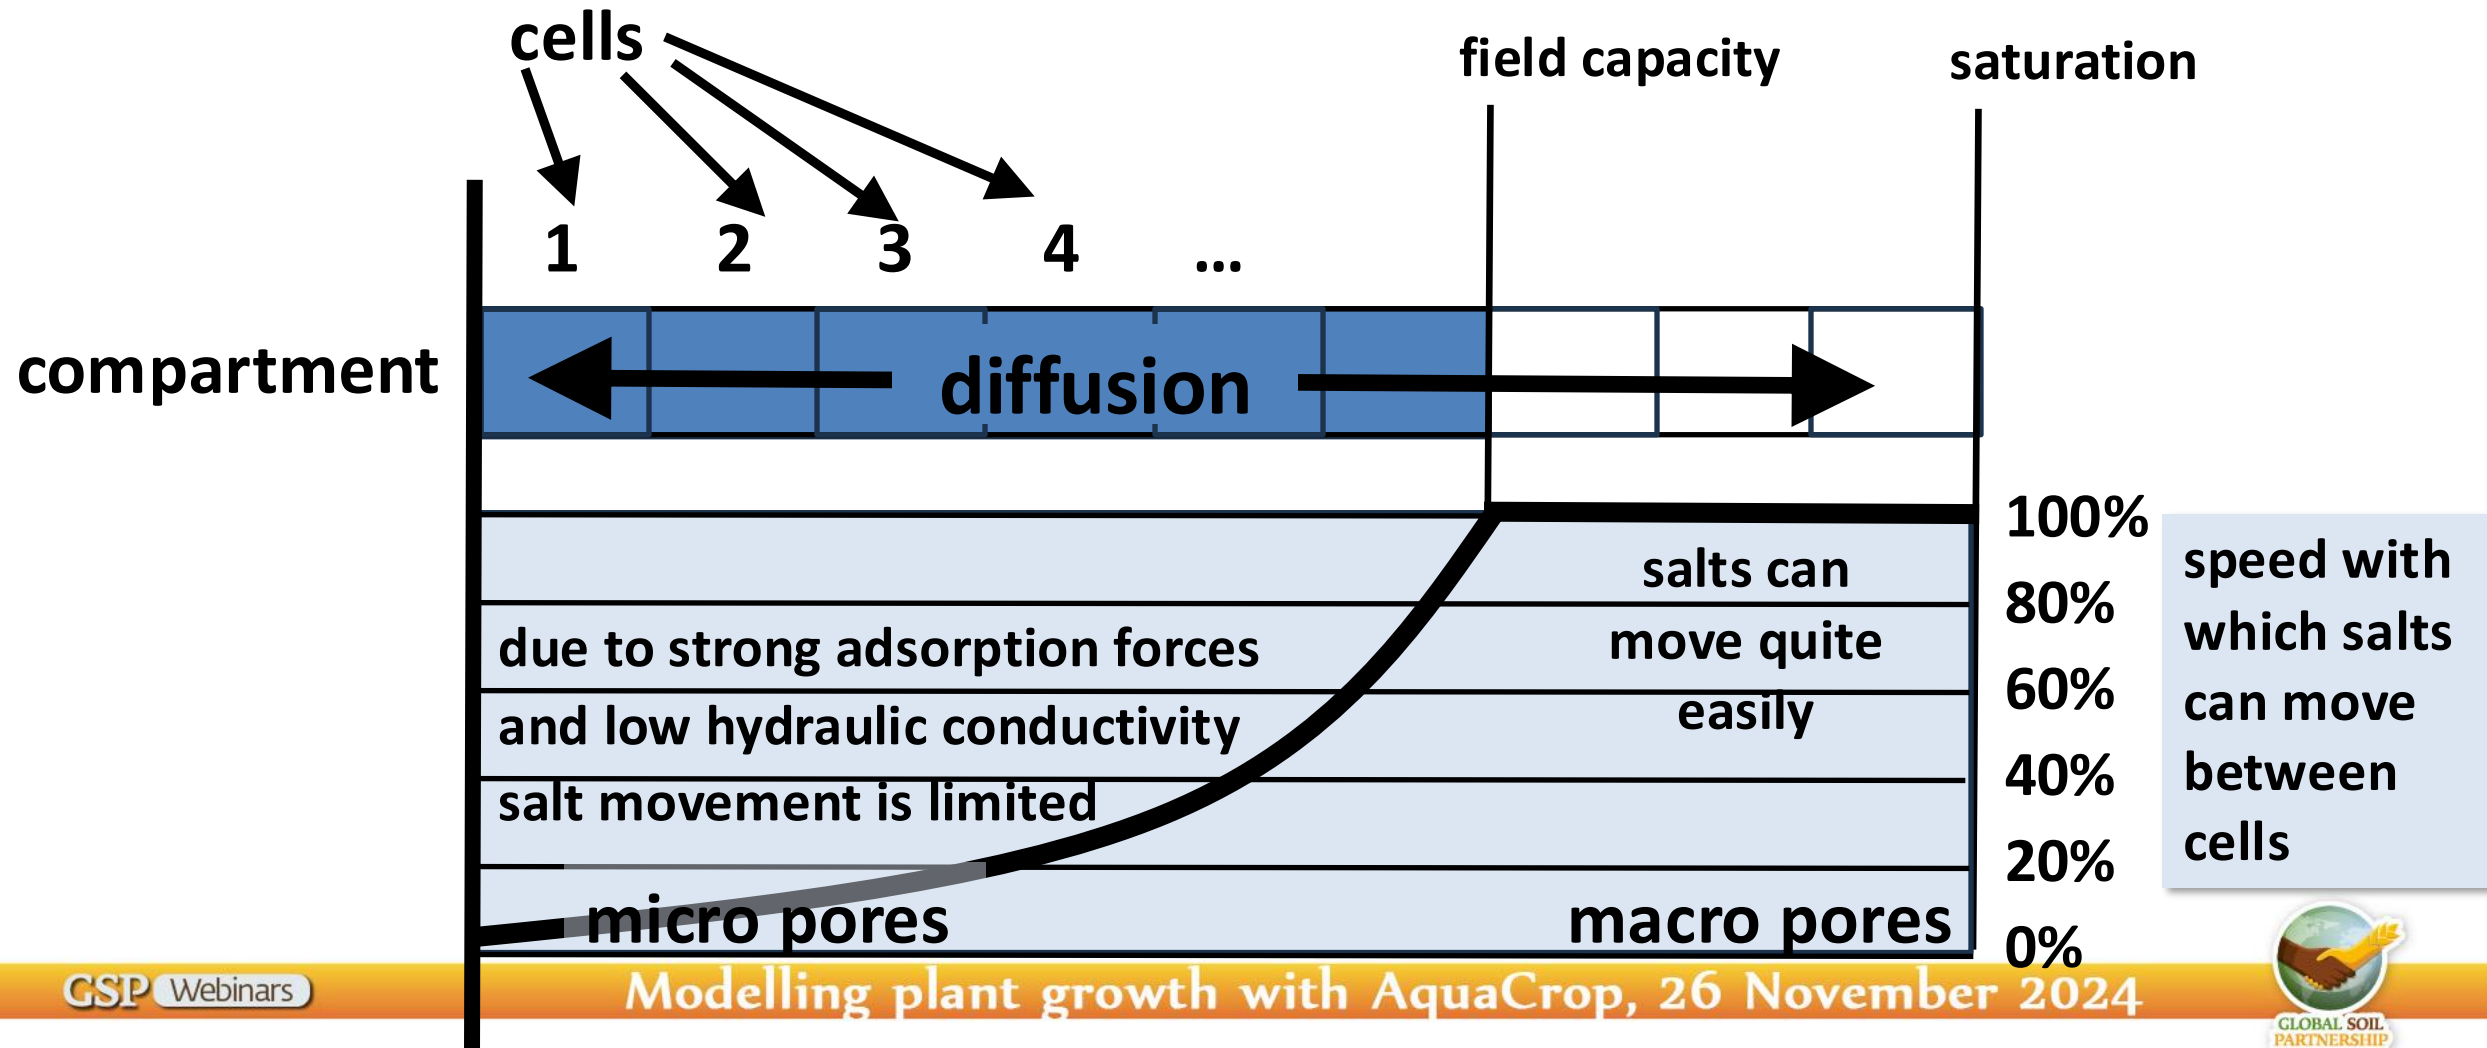 cells
field capacity
saturation
1 2 3 4 ...
compartment
diffusion
100%
80%
60%
40%
20%
0%
due to strong adsorption forces
and low hydraulic conductivity
salt movement is limited
salts can
move quite
easily
micro pores
macro pores
speed with
which salts
can move
between
cells
GSP Webinars
Modelling plant growth with AquaCrop, 26 November 2024
GLOBAL SOIL
PARTNERSHIP